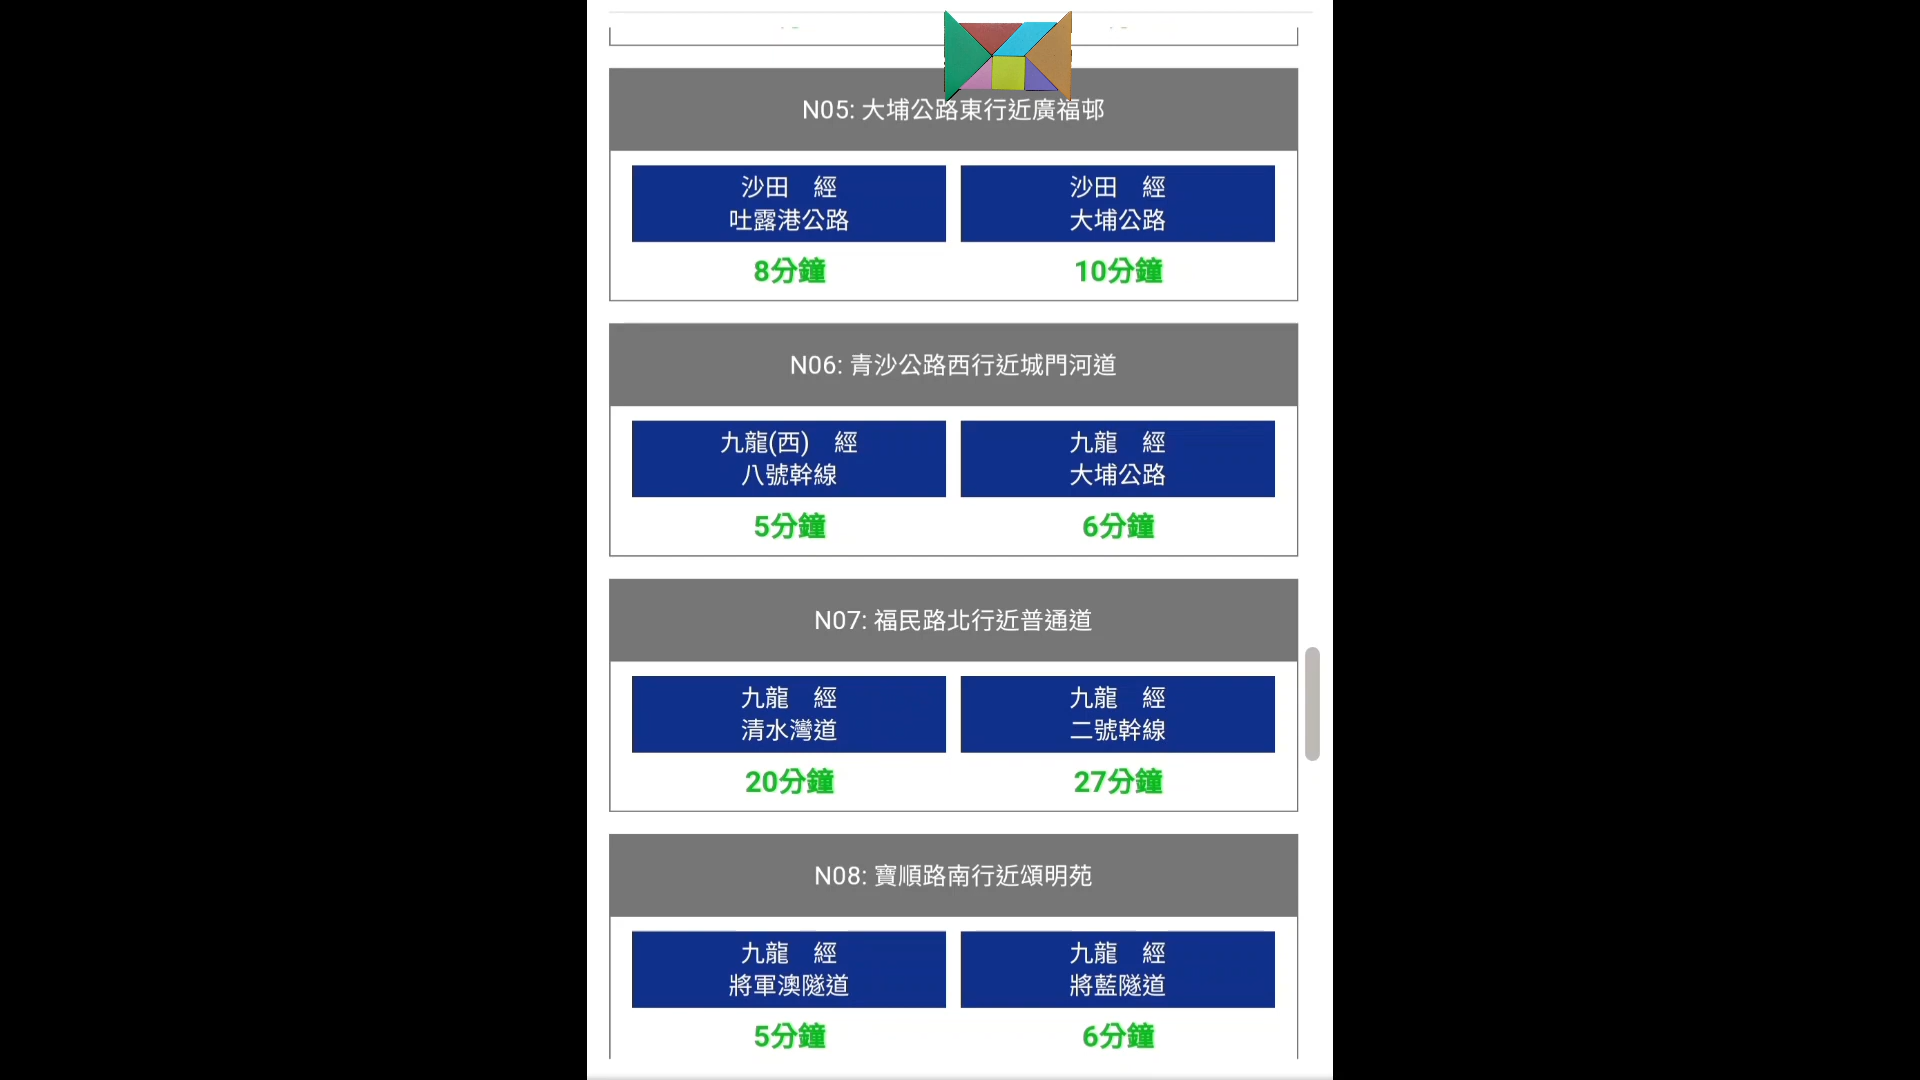 N05: 大埔公路東行近廣福邨
沙田　經
吐露港公路
沙田　經
大埔公路
8分鐘
10分鐘
N06: 青沙公路西行近城門河道
九龍(西)　經
八號幹線
九龍　經
大埔公路
5分鐘
6分鐘
N07: 福民路北行近普通道
九龍　經
清水灣道
九龍　經
二號幹線
20分鐘
27分鐘
N08: 寶順路南行近頌明苑
九龍　經
將軍澳隧道
九龍　經
將藍隧道
5分鐘
6分鐘